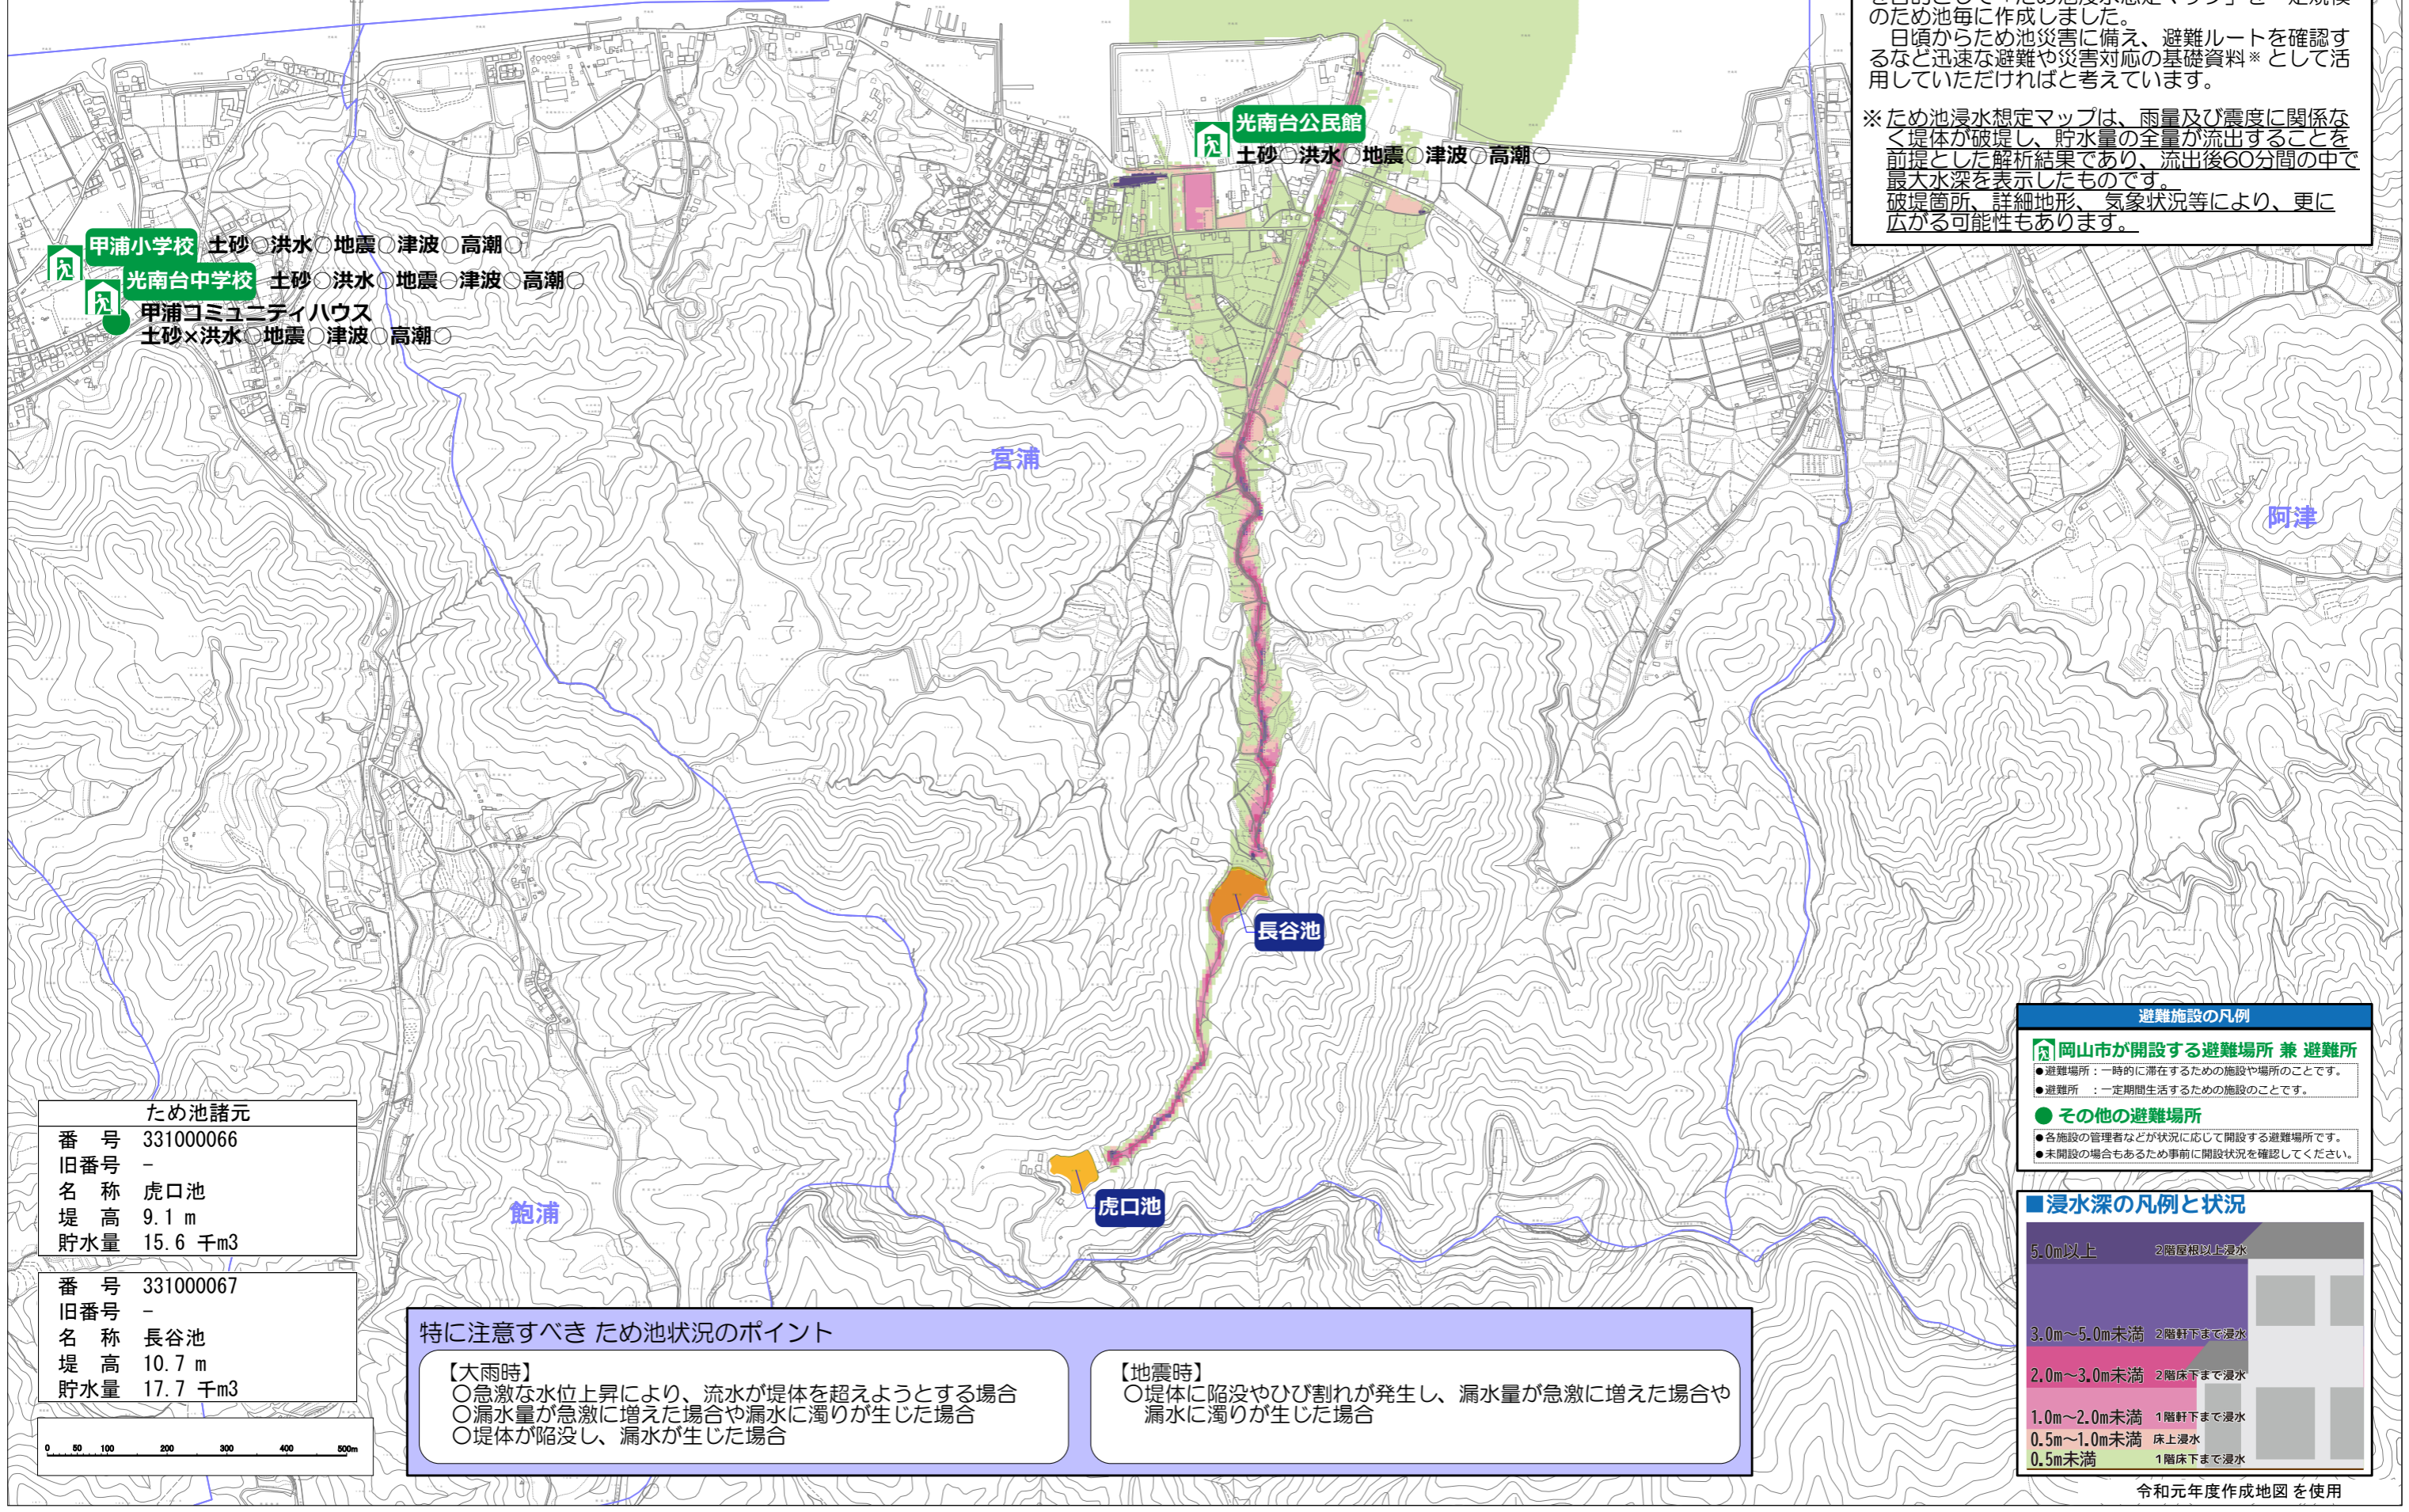 のため池毎に作成しました。
日頃からため池災害に備え、避難ルートを確認す
るなど迅速な避難や災害対応の基礎資料※として活
用していただければと考えています。
※ため池浸水想定マップは、雨量及び震度に関係な
く堤体が破堤し、貯水量の全量が流出することを
前提とした解析結果であり、流出後60分間の中で
最大水深を表示したものです。
破堤箇所、詳細地形、気象状況等により、更に
広がる可能性もあります。
光南台公民館
土砂○洪水○地震○津波○高潮○
甲浦小学校 土砂○洪水○地震○津波○高潮○
光南台中学校 土砂○洪水○地震○津波○高潮○
甲浦コミュニティハウス
土砂×洪水○地震○津波○高潮○
宮浦
阿津
長谷池
虎口池
飽浦
ため池諸元
番 号 331000066
旧番号 -
名 称 虎口池
堤 高 9.1 m
貯水量 15.6 千m3
番 号 331000067
旧番号 -
名 称 長谷池
堤 高 10.7 m
貯水量 17.7 千m3
0 50 100 200 300 400 500m
特に注意すべき ため池状況のポイント
【大雨時】
○急激な水位上昇により、流水が堤体を超えようとする場合
○漏水量が急激に増えた場合や漏水に濁りが生じた場合
○堤体が陥没し、漏水が生じた場合
【地震時】
○堤体に陥没やひび割れが発生し、漏水量が急激に増えた場合や
漏水に濁りが生じた場合
避難施設の凡例
岡山市が開設する避難場所 兼 避難所
●避難場所：一時的に滞在するための施設や場所のことです。
●避難所 ：一定期間生活するための施設のことです。
● その他の避難場所
●各施設の管理者などが状況に応じて開設する避難場所です。
●未開設の場合もあるため事前に開設状況を確認してください。
■浸水深の凡例と状況
5.0m以上 2階屋根以上浸水
3.0m～5.0m未満 2階軒下まで浸水
2.0m～3.0m未満 2階床下まで浸水
1.0m～2.0m未満 1階軒下まで浸水
0.5m～1.0m未満 床上浸水
0.5m未満 1階床下まで浸水
令和元年度作成地図を使用